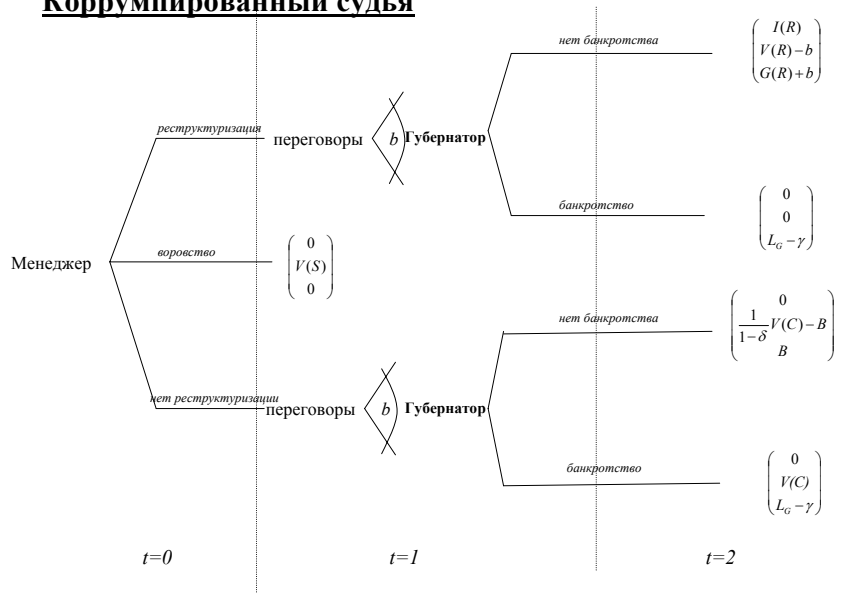 Коррумпированный судья
нет банкротства
I(R)
V(R) − b
G(R) + b
реструктуризация
переговоры
b
Губернатор
банкротство
0
0
L_G − γ
Менеджер
воровство
0
V(S)
0
нет банкротства
0
1/(1−δ) V(C) − B
B
нет реструктуризации
переговоры
b
Губернатор
банкротство
0
V(C)
L_G − γ
t=0
t=1
t=2